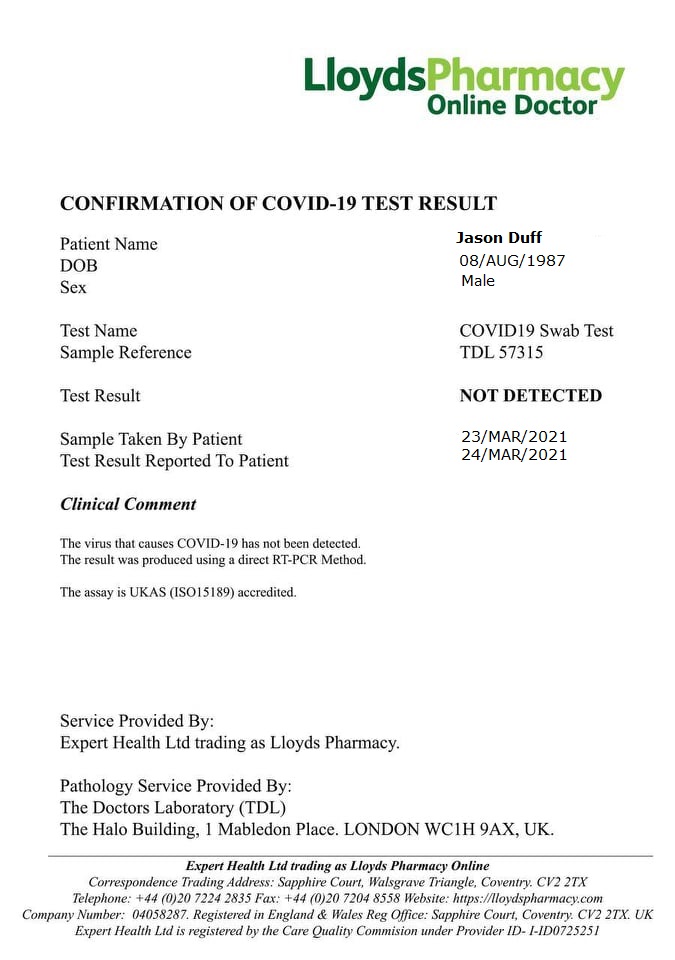 LloydsPharmacy
Online Doctor
CONFIRMATION OF COVID-19 TEST RESULT
Patient Name Jason Duff
DOB 08/AUG/1987
Sex Male
Test Name COVID19 Swab Test
Sample Reference TDL 57315
Test Result NOT DETECTED
Sample Taken By Patient 23/MAR/2021
Test Result Reported To Patient 24/MAR/2021
Clinical Comment
The virus that causes COVID-19 has not been detected.
The result was produced using a direct RT-PCR Method.
The assay is UKAS (ISO15189) accredited.
Service Provided By:
Expert Health Ltd trading as Lloyds Pharmacy.
Pathology Service Provided By:
The Doctors Laboratory (TDL)
The Halo Building, 1 Mabledon Place. LONDON WC1H 9AX, UK.
Expert Health Ltd trading as Lloyds Pharmacy Online
Correspondence Trading Address: Sapphire Court, Walsgrave Triangle, Coventry. CV2 2TX
Telephone: +44 (0)20 7224 2835 Fax: +44 (0)20 7204 8558 Website: https://lloydspharmacy.com
Company Number: 04058287. Registered in England & Wales Reg Office: Sapphire Court, Coventry. CV2 2TX. UK
Expert Health Ltd is registered by the Care Quality Commision under Provider ID- I-ID0725251